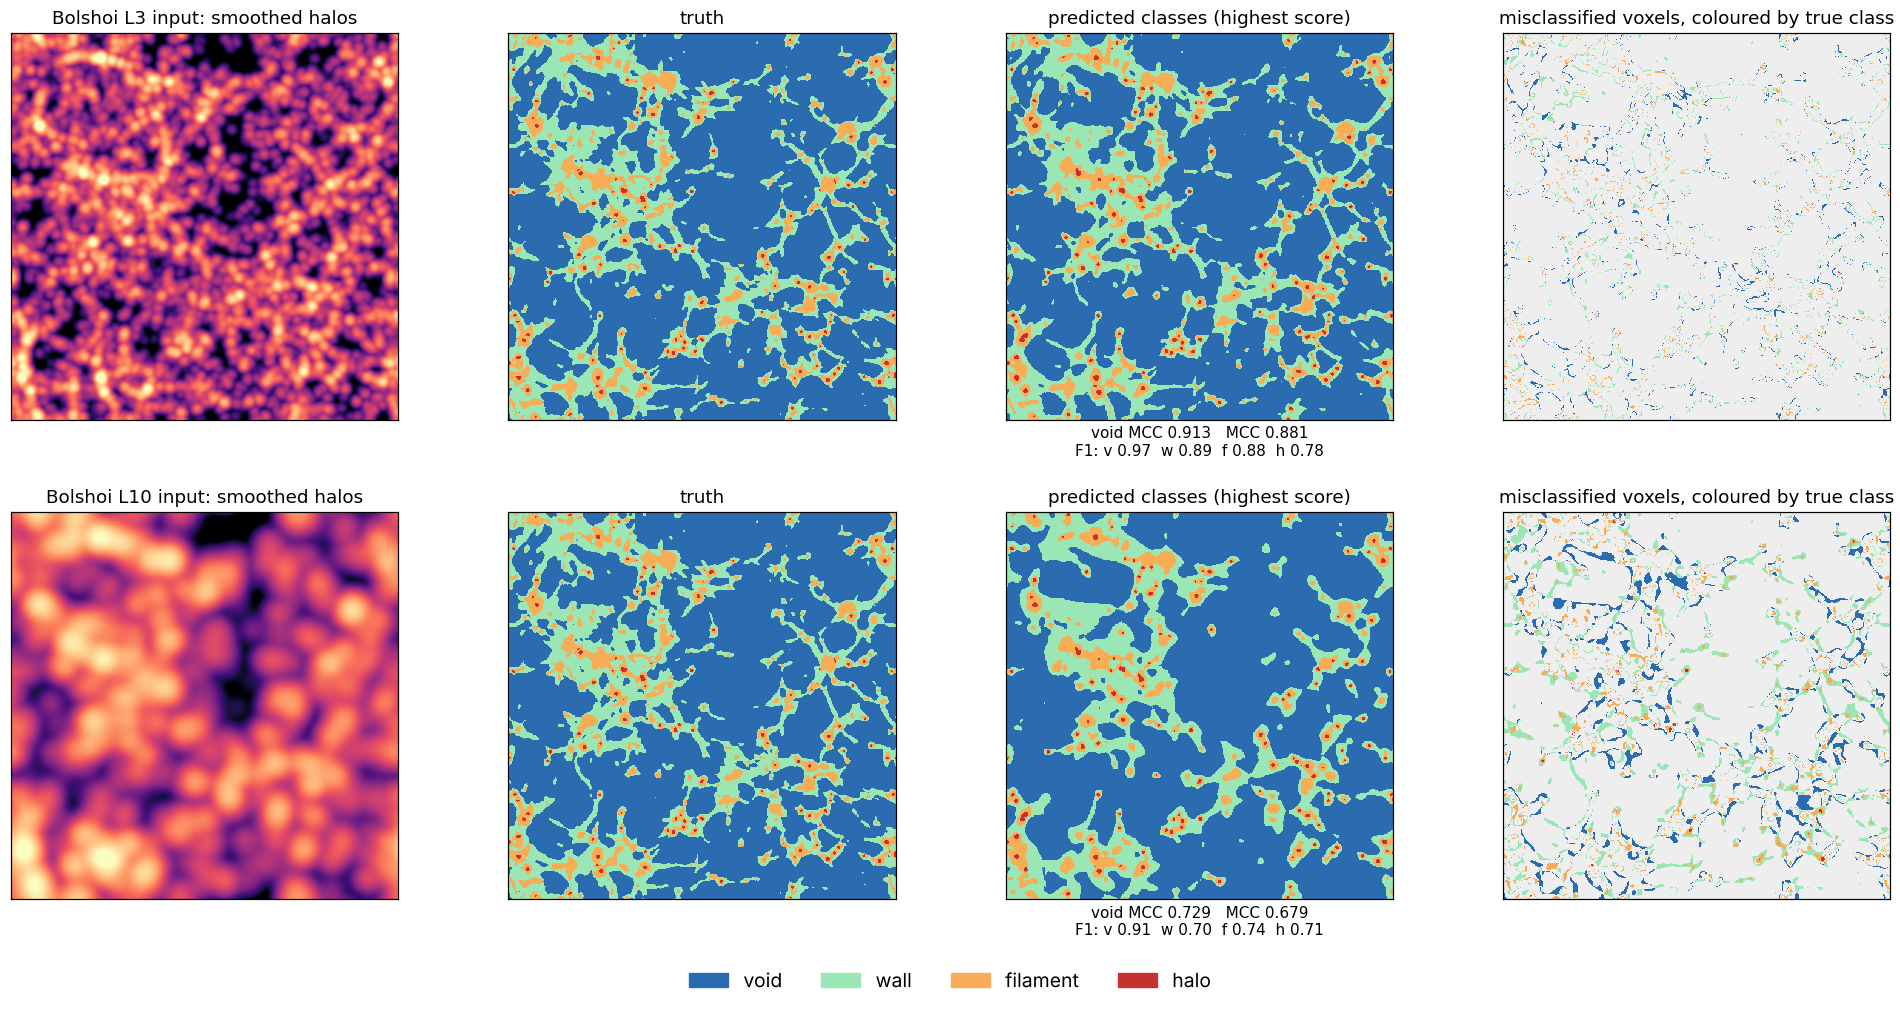 Bolshoi L3 input: smoothed halos
truth
predicted classes (highest score)
misclassified voxels, coloured by true class
void MCC 0.913   MCC 0.881
F1: v 0.97  w 0.89  f 0.88  h 0.78
Bolshoi L10 input: smoothed halos
truth
predicted classes (highest score)
misclassified voxels, coloured by true class
void MCC 0.729   MCC 0.679
F1: v 0.91  w 0.70  f 0.74  h 0.71
void
wall
filament
halo